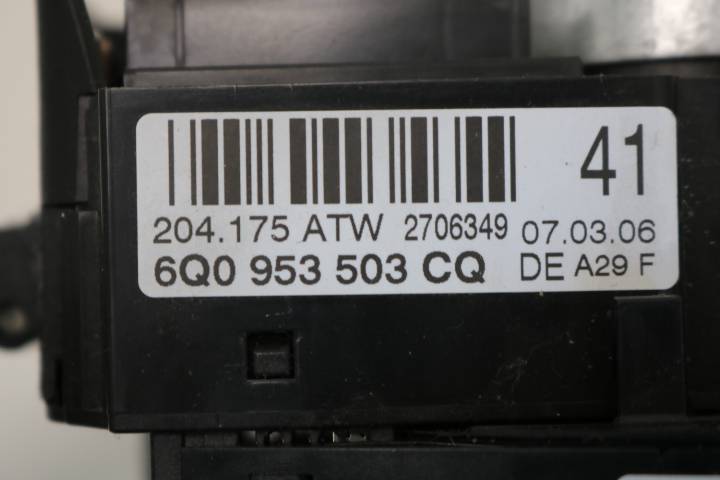 41
204.175 ATW 2706349 07.03.06
6Q0 953 503 CQ DE A29 F